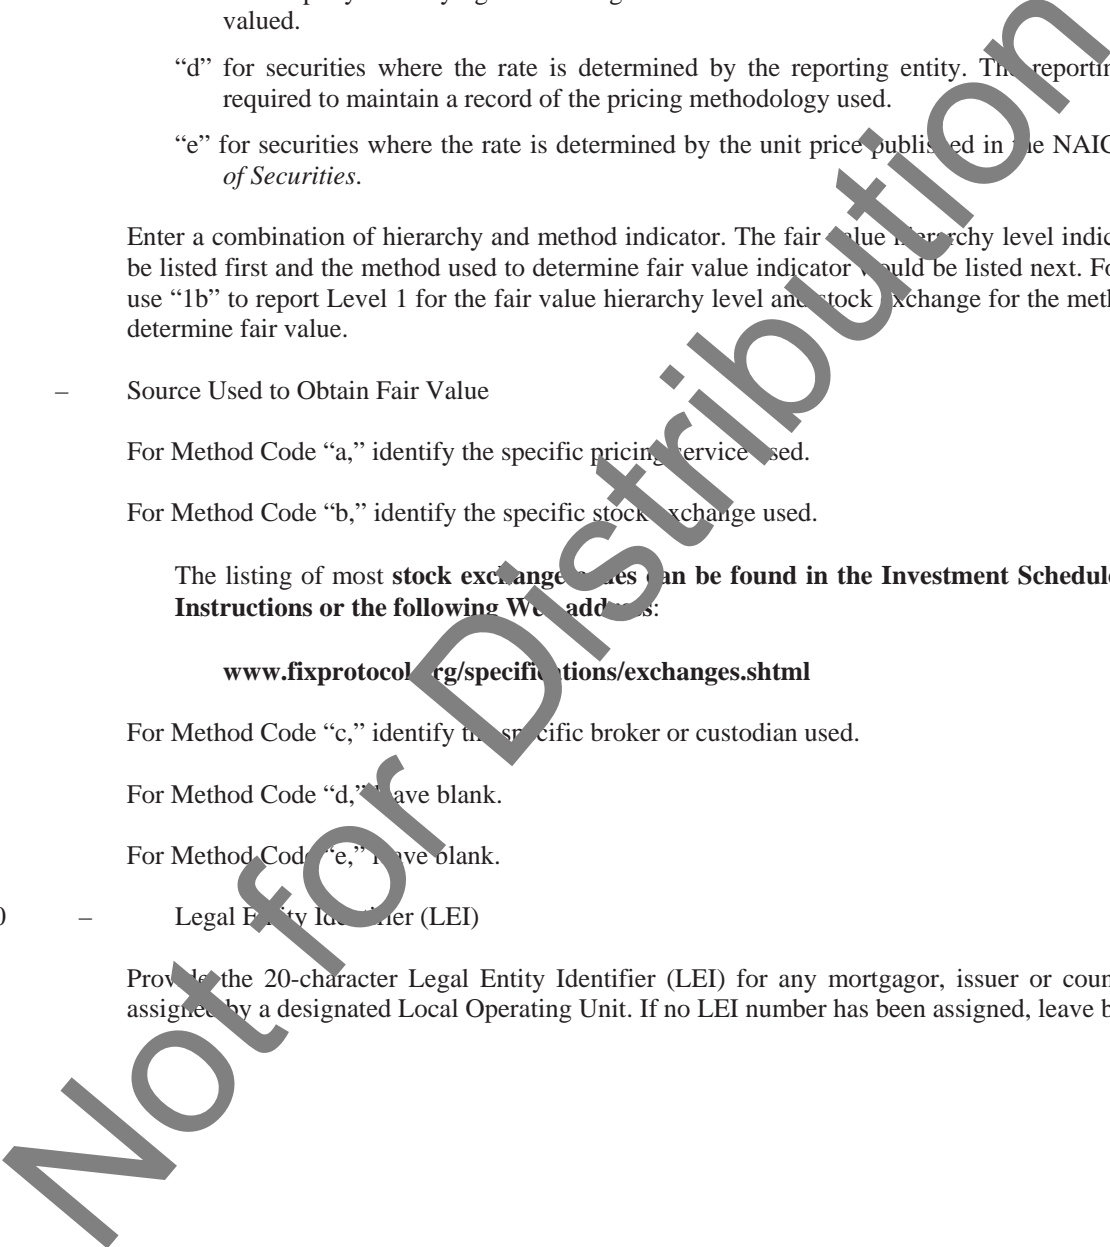 valued.
“d” for securities where the rate is determined by the reporting entity. The
required to maintain a record of the pricing methodology used.
“e” for securities where the rate is determined by the unit price published in the NAIC
of Securities.
Enter a combination of hierarchy and method indicator. The fair value hierarchy level
be listed first and the method used to determine fair value indicator would be listed next.
use “1b” to report Level 1 for the fair value hierarchy level and stock exchange for the
determine fair value.
– Source Used to Obtain Fair Value
For Method Code “a,” identify the specific pricing service used.
For Method Code “b,” identify the specific stock exchange used.
The listing of most stock exchange codes can be found in the Investment
Instructions or the following Web address:
www.fixprotocol.org/specifications/exchanges.shtml
For Method Code “c,” identify the specific broker or custodian used.
For Method Code “d,” leave blank.
For Method Code “e,” leave blank.
0 – Legal Entity Identifier (LEI)
Provide the 20-character Legal Entity Identifier (LEI) for any mortgagor, issuer or
assigned by a designated Local Operating Unit. If no LEI number has been assigned, leave
Not for Distribution